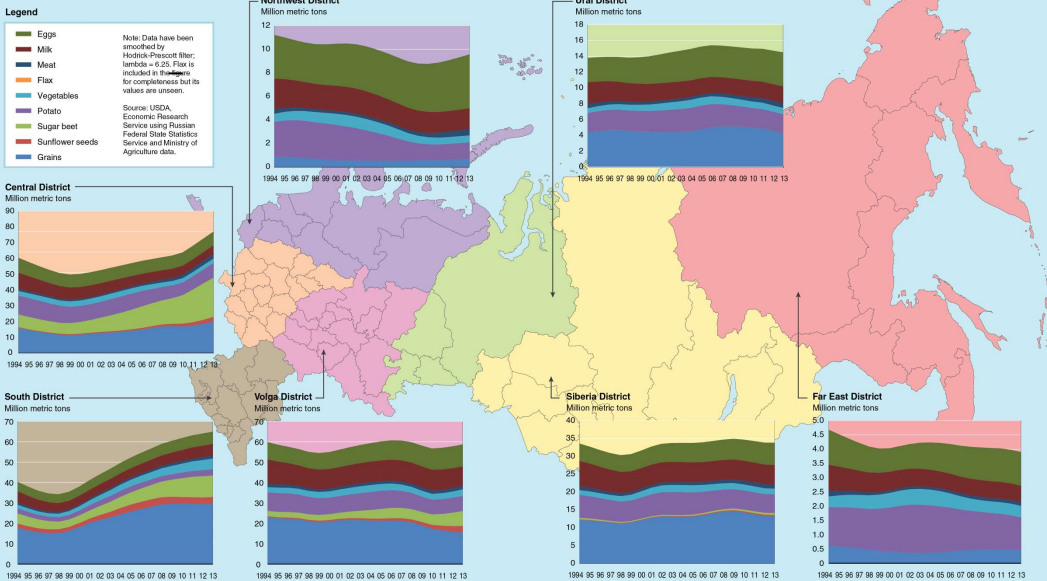 Legend
Eggs
Milk
Meat
Flax
Vegetables
Potato
Sugar beet
Sunflower seeds
Grains
Note: Data have been
smoothed by
Hodrick-Prescott filter;
lambda = 6.25. Flax is
included in the figure
for completeness but its
values are unseen.
Source: USDA,
Economic Research
Service using Russian
Federal State Statistics
Service and Ministry of
Agriculture data.
Northwest District
Million metric tons
12
10
8
6
4
2
0
1994 95 96 97 98 99 00 01 02 03 04 05 06 07 08 09 10 11 12 13
Ural District
Million metric tons
18
16
14
12
10
8
6
4
2
0
1994 95 96 97 98 99 00 01 02 03 04 05 06 07 08 09 10 11 12 13
Central District
Million metric tons
90
80
70
60
50
40
30
20
10
0
1994 95 96 97 98 99 00 01 02 03 04 05 06 07 08 09 10 11 12 13
South District
Million metric tons
70
60
50
40
30
20
10
0
1994 95 96 97 98 99 00 01 02 03 04 05 06 07 08 09 10 11 12 13
Volga District
Million metric tons
70
60
50
40
30
20
10
0
1994 95 96 97 98 99 00 01 02 03 04 05 06 07 08 09 10 11 12 13
Siberia District
Million metric tons
40
35
30
25
20
15
10
5
0
1994 95 96 97 98 99 00 01 02 03 04 05 06 07 08 09 10 11 12 13
Far East District
Million metric tons
5.0
4.5
4.0
3.5
3.0
2.5
2.0
1.5
1.0
0.5
0
1994 95 96 97 98 99 00 01 02 03 04 05 06 07 08 09 10 11 12 13